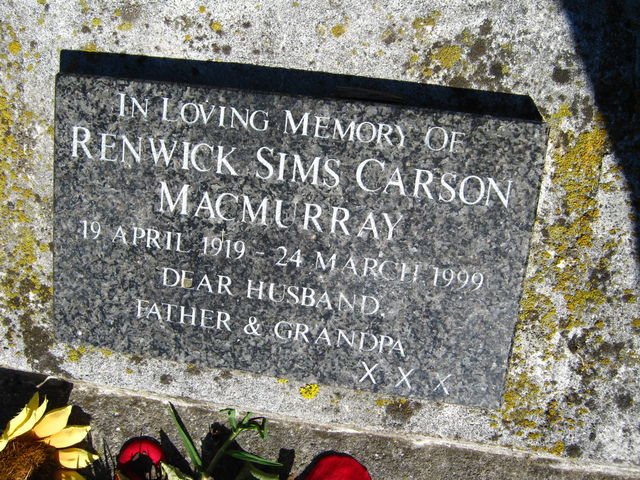 IN LOVING MEMORY OF
RENWICK SIMS CARSON
MACMURRAY
19 APRIL 1919 - 24 MARCH 1999
DEAR HUSBAND,
FATHER & GRANDPA
X X X